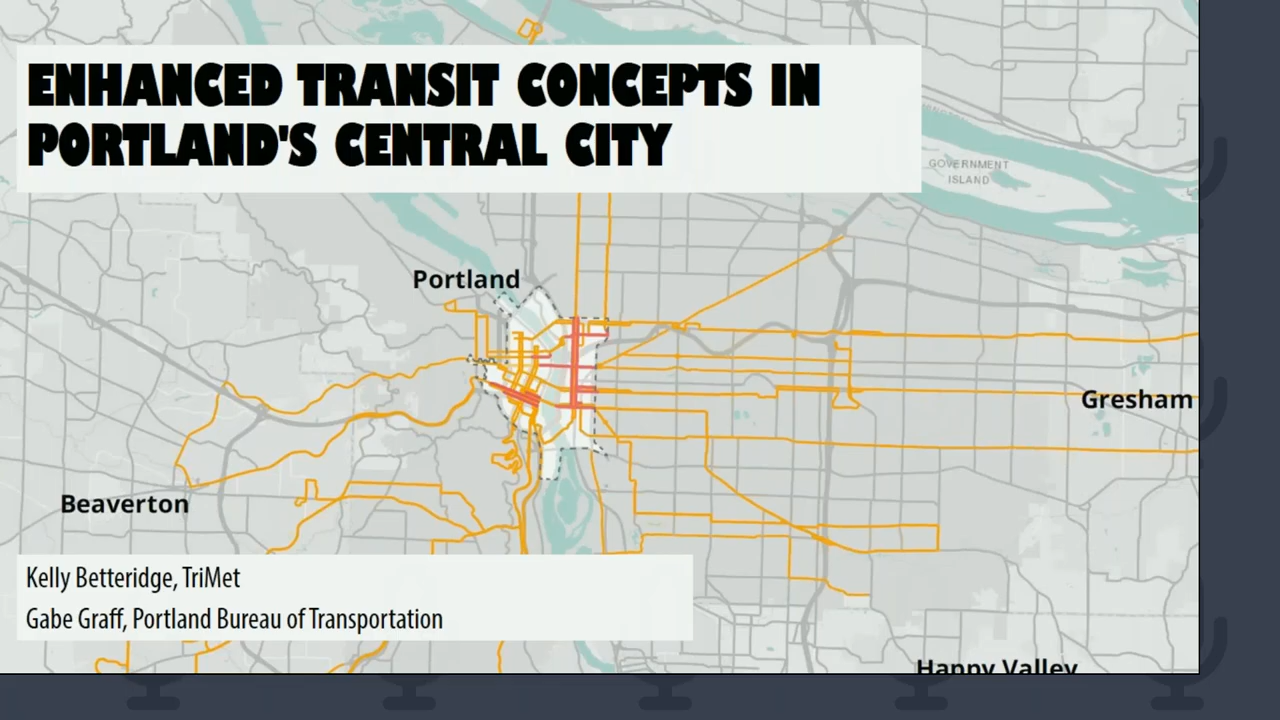 ENHANCED TRANSIT CONCEPTS IN
PORTLAND'S CENTRAL CITY
GOVERNMENT
ISLAND
Portland
Gresham
Beaverton
Kelly Betteridge, TriMet
Gabe Graff, Portland Bureau of Transportation
Happy Valley